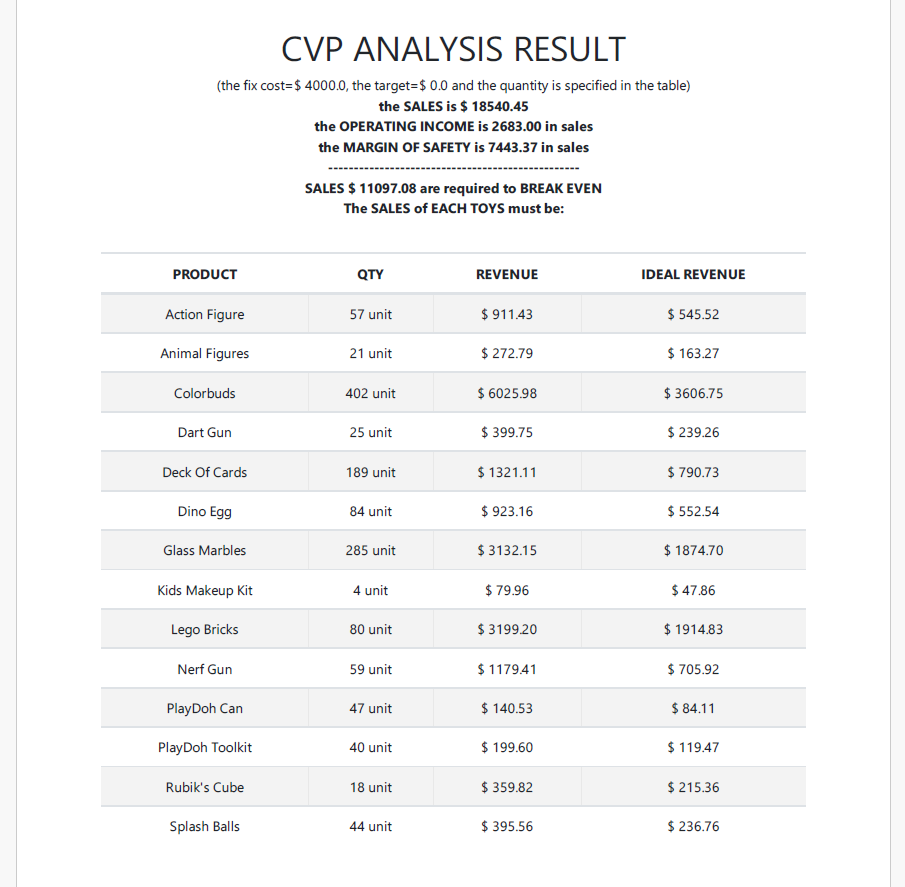 CVP ANALYSIS RESULT
(the fix cost=$ 4000.0, the target=$ 0.0 and the quantity is specified in the table)
the SALES is $ 18540.45
the OPERATING INCOME is 2683.00 in sales
the MARGIN OF SAFETY is 7443.37 in sales
-------------------------------------------------
SALES $ 11097.08 are required to BREAK EVEN
The SALES of EACH TOYS must be:
PRODUCT QTY REVENUE IDEAL REVENUE
Action Figure 57 unit $ 911.43 $ 545.52
Animal Figures 21 unit $ 272.79 $ 163.27
Colorbuds 402 unit $ 6025.98 $ 3606.75
Dart Gun 25 unit $ 399.75 $ 239.26
Deck Of Cards 189 unit $ 1321.11 $ 790.73
Dino Egg 84 unit $ 923.16 $ 552.54
Glass Marbles 285 unit $ 3132.15 $ 1874.70
Kids Makeup Kit 4 unit $ 79.96 $ 47.86
Lego Bricks 80 unit $ 3199.20 $ 1914.83
Nerf Gun 59 unit $ 1179.41 $ 705.92
PlayDoh Can 47 unit $ 140.53 $ 84.11
PlayDoh Toolkit 40 unit $ 199.60 $ 119.47
Rubik's Cube 18 unit $ 359.82 $ 215.36
Splash Balls 44 unit $ 395.56 $ 236.76